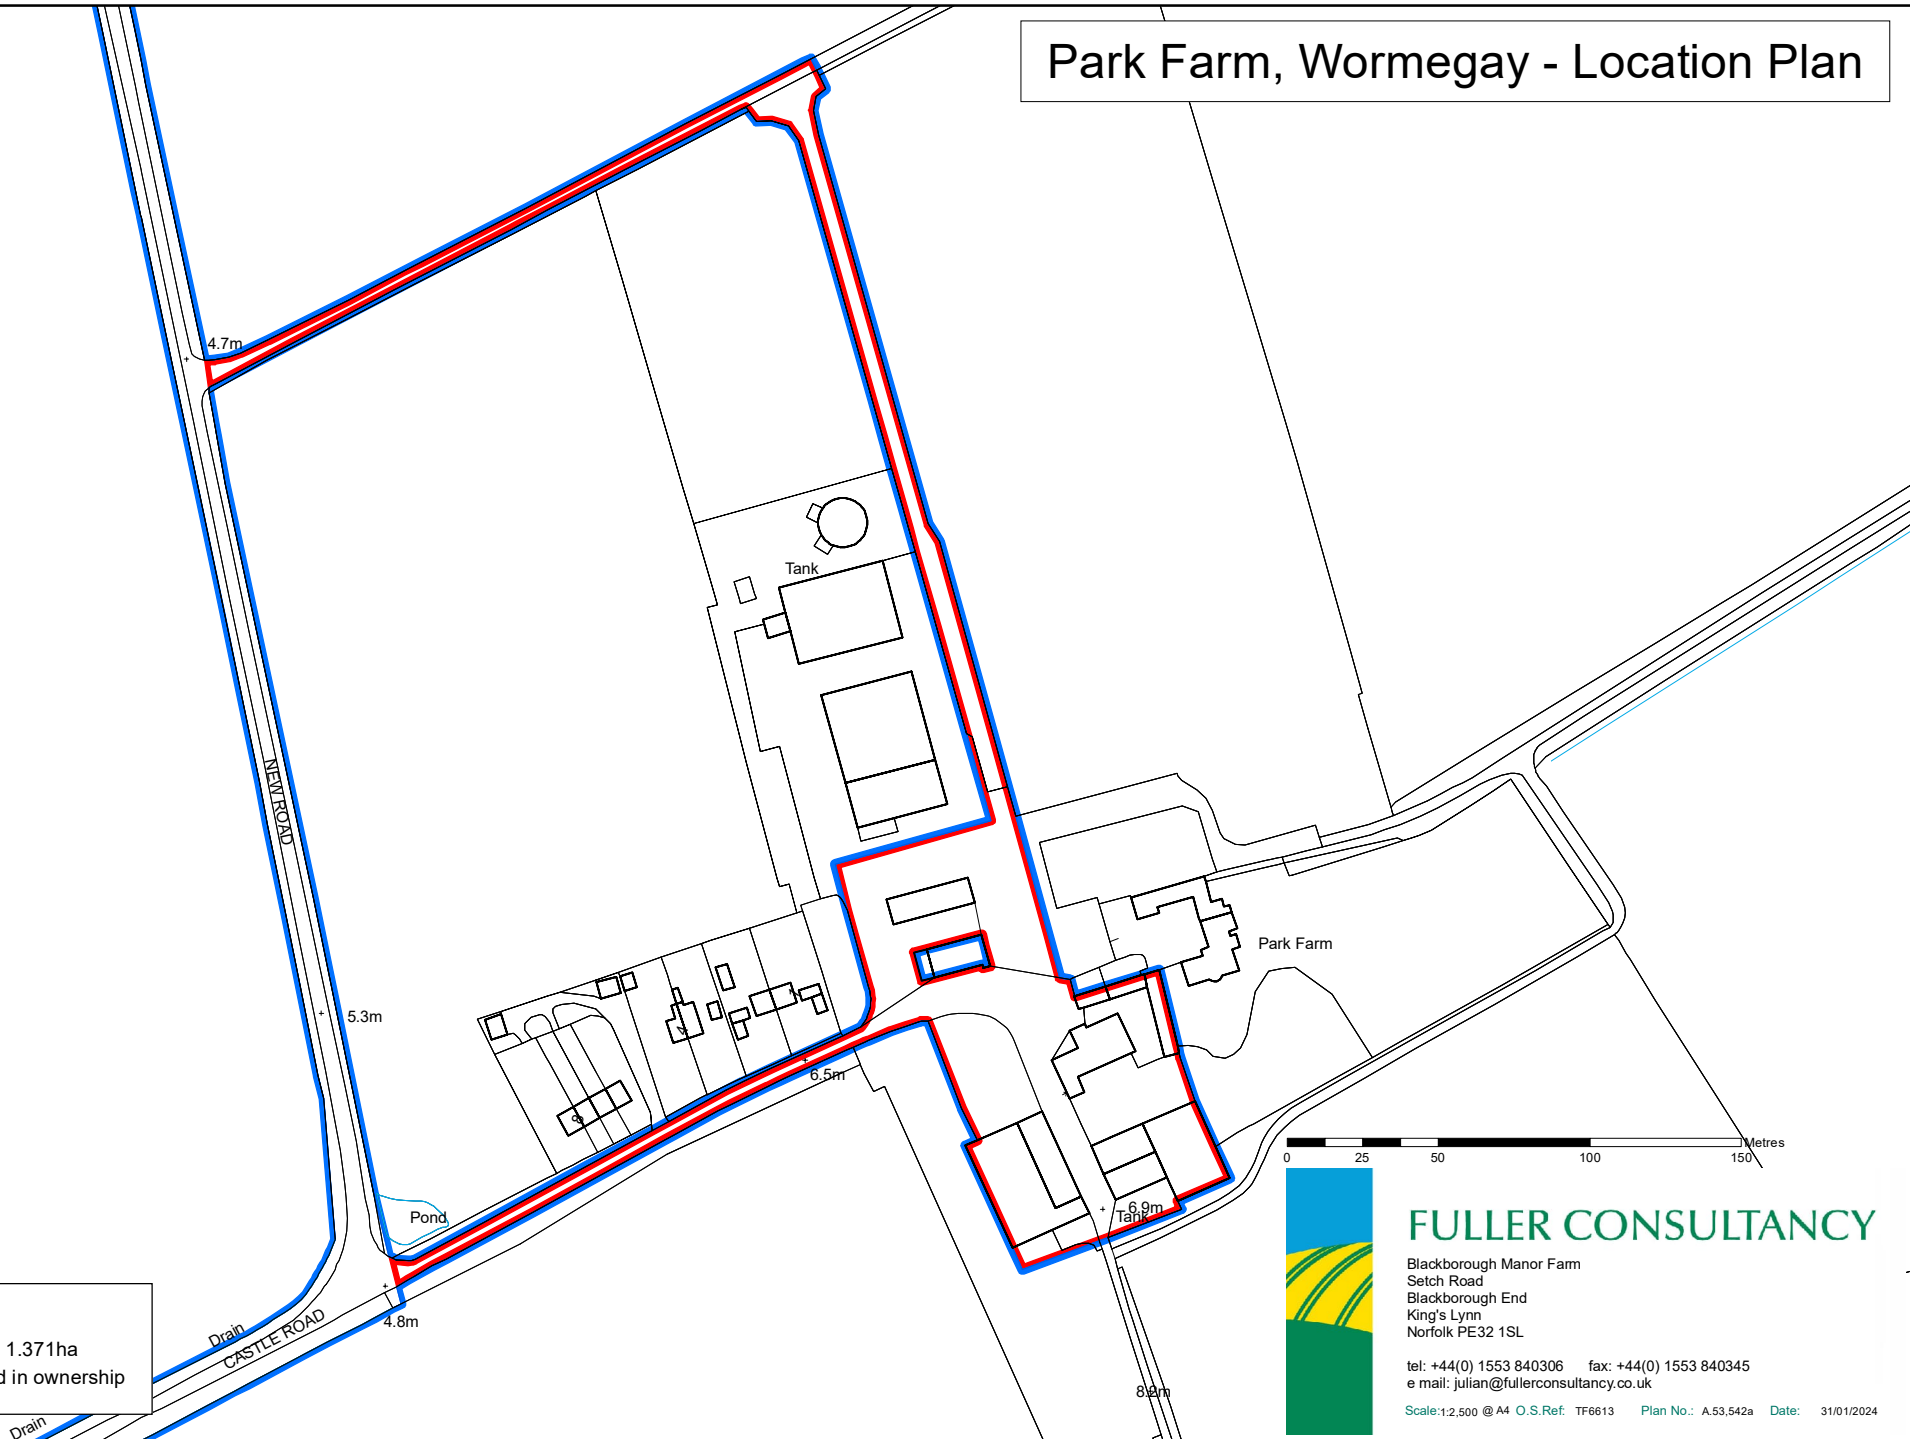 Park Farm, Wormegay - Location Plan
4.7m
Tank
NEW ROAD
Park Farm
5.3m
4
8
6.5m
Pond
6.9m
Tank
4.8m
Drain
CASTLE ROAD
Drain
8.2m
1.371ha
in ownership
Metres
0 25 50 100 150
FULLER CONSULTANCY
Blackborough Manor Farm
Setch Road
Blackborough End
King's Lynn
Norfolk PE32 1SL
tel: +44(0) 1553 840306 fax: +44(0) 1553 840345
e mail: julian@fullerconsultancy.co.uk
Scale:1:2,500 @ A4 O.S.Ref: TF6613 Plan No.: A.53,542a Date: 31/01/2024